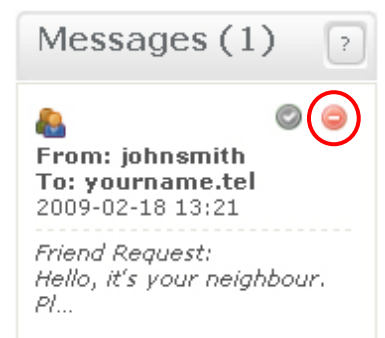 Messages (1)
?
From: johnsmith
To: yourname.tel
2009-02-18 13:21
Friend Request:
Hello, it's your neighbour.
Pl...